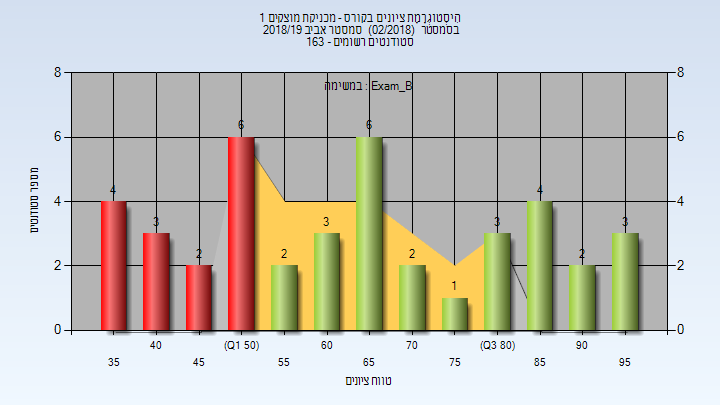 היסטוגרמת ציונים בקורס - מכניקת מוצקים 1
בסמסטר (02/2018) סמסטר אביב 2018/19
סטודנטים רשומים - 163
במשימה : Exam_B
מספר סטודנטים
8 8
6 6
4 4
2 2
0 0
4 3 2 6 2 3 6 2 1 3 4 2 3
35 40 45 (Q1 50) 55 60 65 70 75 (Q3 80) 85 90 95
טווח ציונים